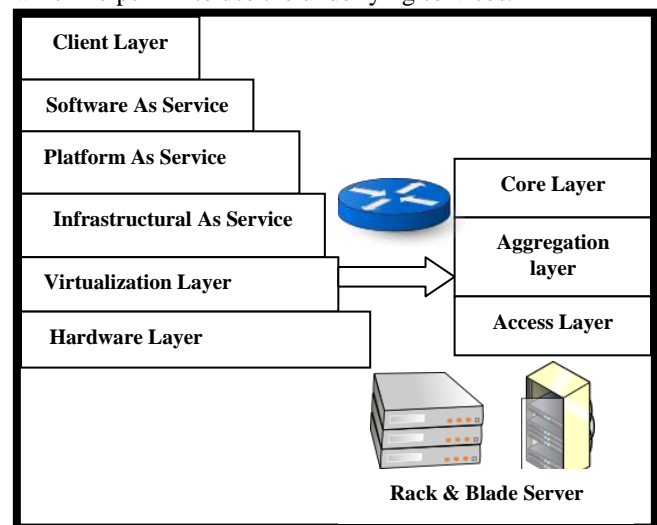 Client Layer
Software As Service
Platform As Service
Infrastructural As Service
Virtualization Layer
Hardware Layer
Core Layer
Aggregation
layer
Access Layer
Rack & Blade Server